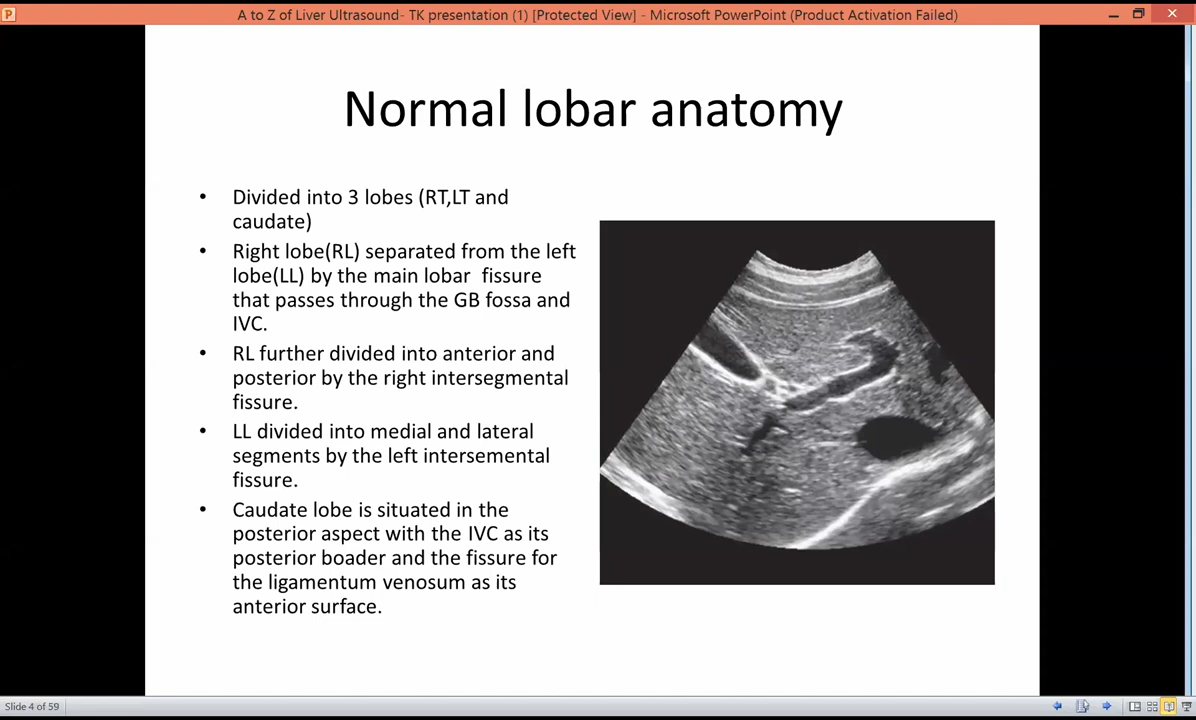 A to Z of Liver Ultrasound- TK presentation (1) [Protected View] - Microsoft PowerPoint (Product Activation Failed)
Normal lobar anatomy
• Divided into 3 lobes (RT,LT and
caudate)
• Right lobe(RL) separated from the left
lobe(LL) by the main lobar fissure
that passes through the GB fossa and
IVC.
• RL further divided into anterior and
posterior by the right intersegmental
fissure.
• LL divided into medial and lateral
segments by the left intersemental
fissure.
• Caudate lobe is situated in the
posterior aspect with the IVC as its
posterior boader and the fissure for
the ligamentum venosum as its
anterior surface.
Slide 4 of 59